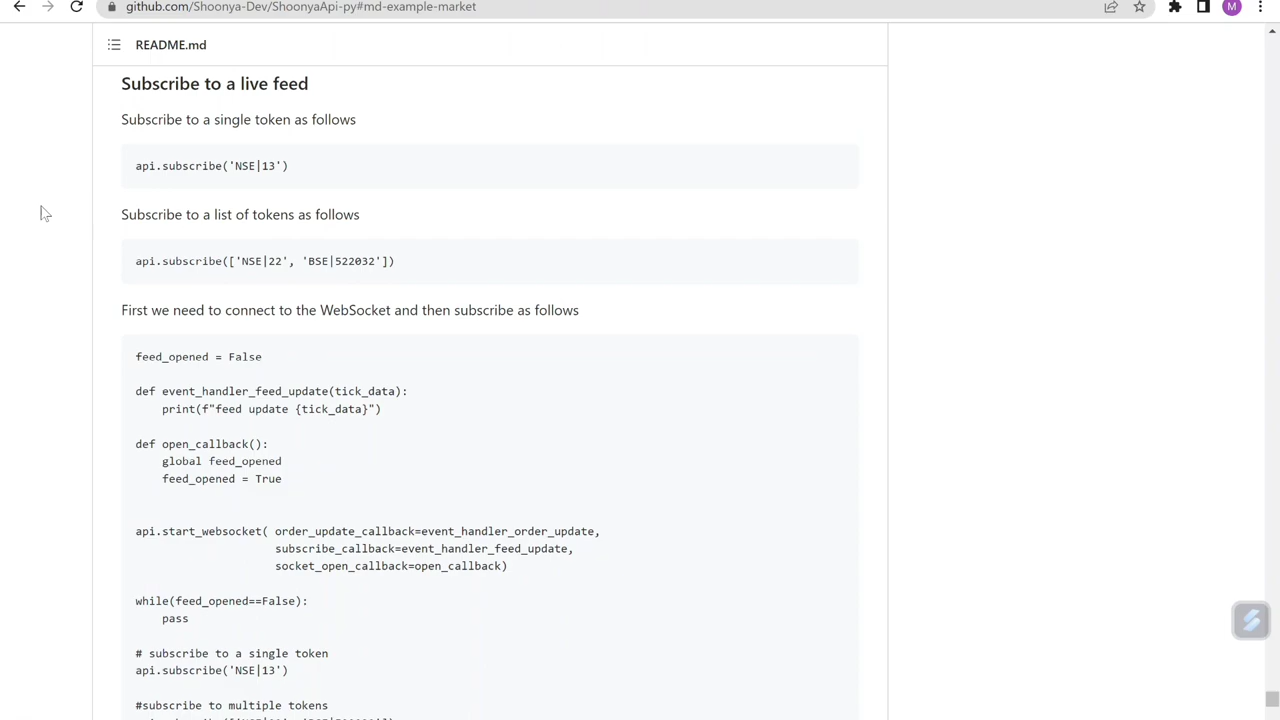 github.com/Shoonya-Dev/ShoonyaApi-py#md-example-market
M
README.md
Subscribe to a live feed
Subscribe to a single token as follows
api.subscribe('NSE|13')
Subscribe to a list of tokens as follows
api.subscribe(['NSE|22', 'BSE|522032'])
First we need to connect to the WebSocket and then subscribe as follows
feed_opened = False
def event_handler_feed_update(tick_data):
    print(f"feed update {tick_data}")
def open_callback():
    global feed_opened
    feed_opened = True
api.start_websocket( order_update_callback=event_handler_order_update,
                     subscribe_callback=event_handler_feed_update,
                     socket_open_callback=open_callback)
while(feed_opened==False):
    pass
# subscribe to a single token
api.subscribe('NSE|13')
#subscribe to multiple tokens